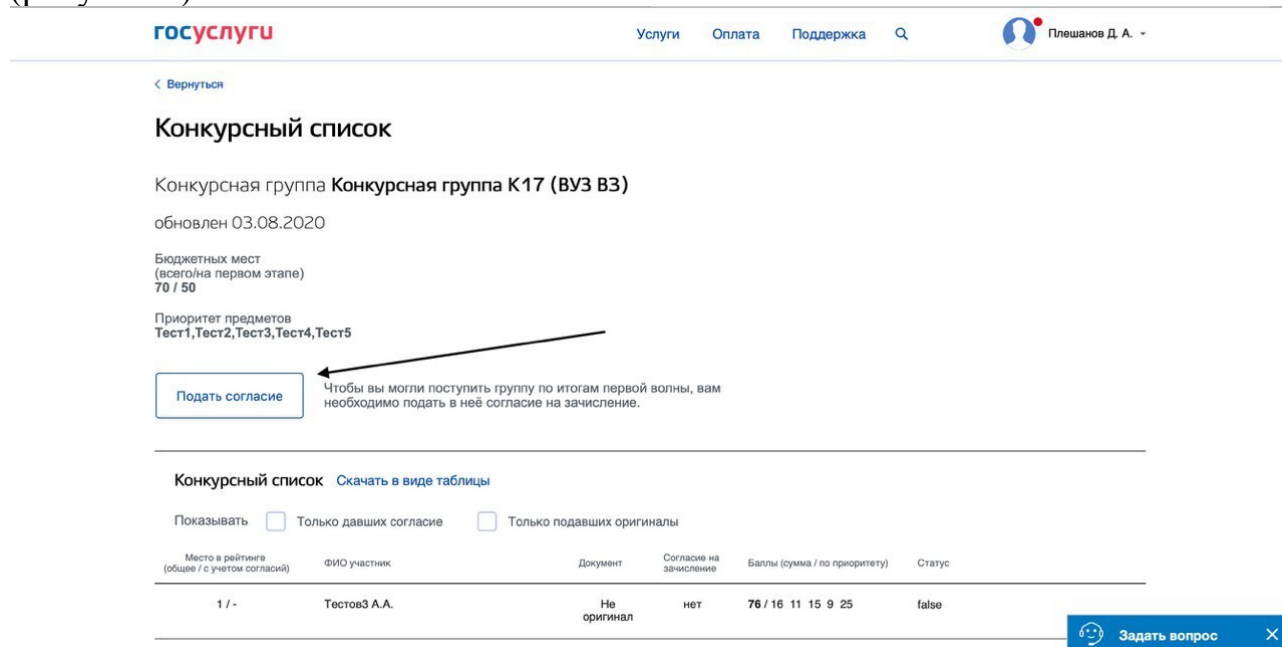 госуслуги
Услуги Оплата Поддержка Плешанов Д. А.
Вернуться
Конкурсный список
Конкурсная группа Конкурсная группа К17 (ВУЗ ВЗ)
обновлен 03.08.2020
Бюджетных мест
(всего/на первом этапе)
70 / 50
Приоритет предметов
Тест1,Тест2,Тест3,Тест4,Тест5
Подать согласие
Чтобы вы могли поступить группу по итогам первой волны, вам
необходимо подать в неё согласие на зачисление.
Конкурсный список Скачать в виде таблицы
Показывать Только давших согласие Только подавших оригиналы
Место в рейтинге
(общее / с учетом согласий)
ФИО участник
Документ
Согласие на
зачисление
Баллы (сумма / по приоритету)
Статус
1 / -
Тестов3 А.А.
Не
оригинал
нет
76 / 16 11 15 9 25
false
Задать вопрос